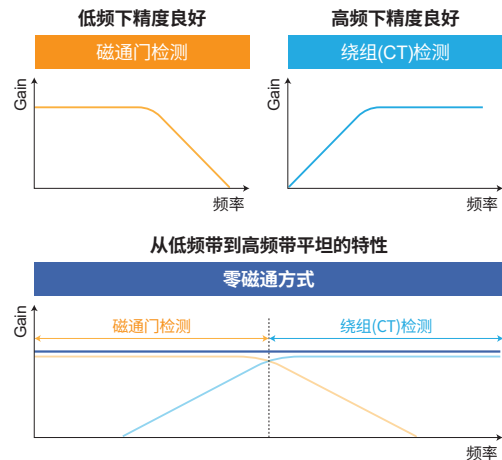 低频下精度良好
磁通门检测
Gain
频率
高频下精度良好
绕组(CT)检测
Gain
频率
从低频带到高频带平坦的特性
零磁通方式
Gain
磁通门检测
绕组(CT)检测
频率